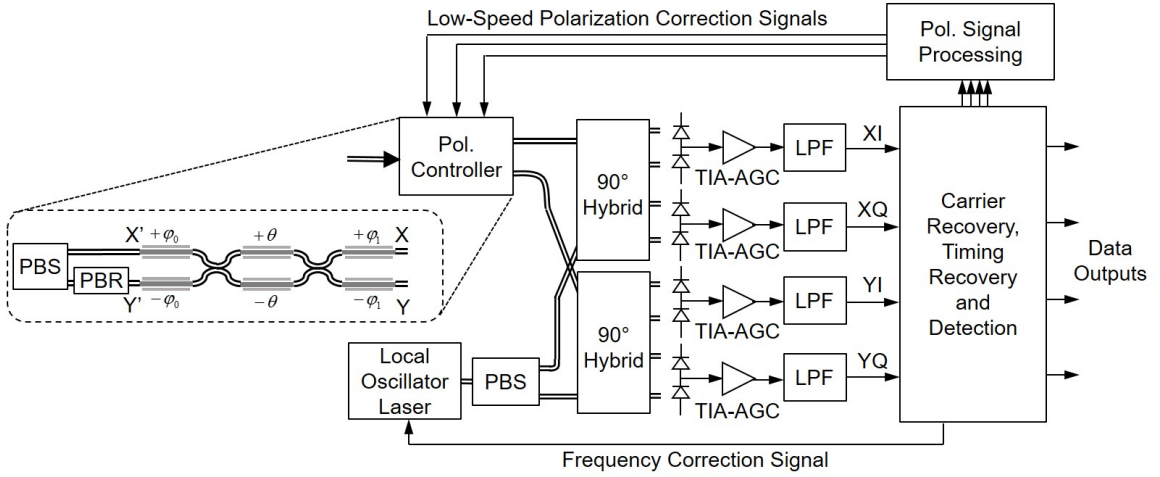 Low-Speed Polarization Correction Signals
Pol. Signal
Processing
Pol.
Controller
90°
Hybrid
TIA-AGC
LPF
XI
TIA-AGC
LPF
XQ
Carrier
Recovery,
Timing
Recovery
and
Detection
Data
Outputs
PBS
X'
+φ₀
+θ
+φ₁
X
PBR
Y'
−φ₀
−θ
−φ₁
Y
90°
Hybrid
TIA-AGC
LPF
YI
TIA-AGC
LPF
YQ
Local
Oscillator
Laser
PBS
Frequency Correction Signal